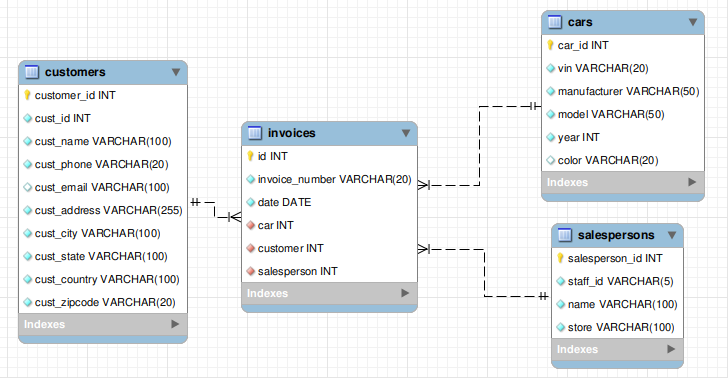 customers
customer_id INT
cust_id INT
cust_name VARCHAR(100)
cust_phone VARCHAR(20)
cust_email VARCHAR(100)
cust_address VARCHAR(255)
cust_city VARCHAR(100)
cust_state VARCHAR(100)
cust_country VARCHAR(100)
cust_zipcode VARCHAR(20)
Indexes
invoices
id INT
invoice_number VARCHAR(20)
date DATE
car INT
customer INT
salesperson INT
Indexes
cars
car_id INT
vin VARCHAR(20)
manufacturer VARCHAR(50)
model VARCHAR(50)
year INT
color VARCHAR(20)
Indexes
salespersons
salesperson_id INT
staff_id VARCHAR(5)
name VARCHAR(100)
store VARCHAR(100)
Indexes